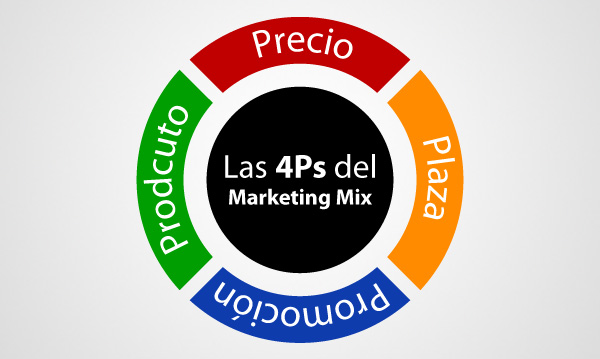 Precio
Plaza
Promoción
Prodcuto
Las 4Ps del
Marketing Mix